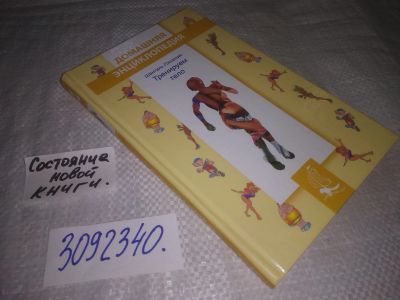 ДОМАШНЯЯ
ЭНЦИКЛОПЕДИЯ
Тренируем
тело
Состояние
новой
книги.
3092340.